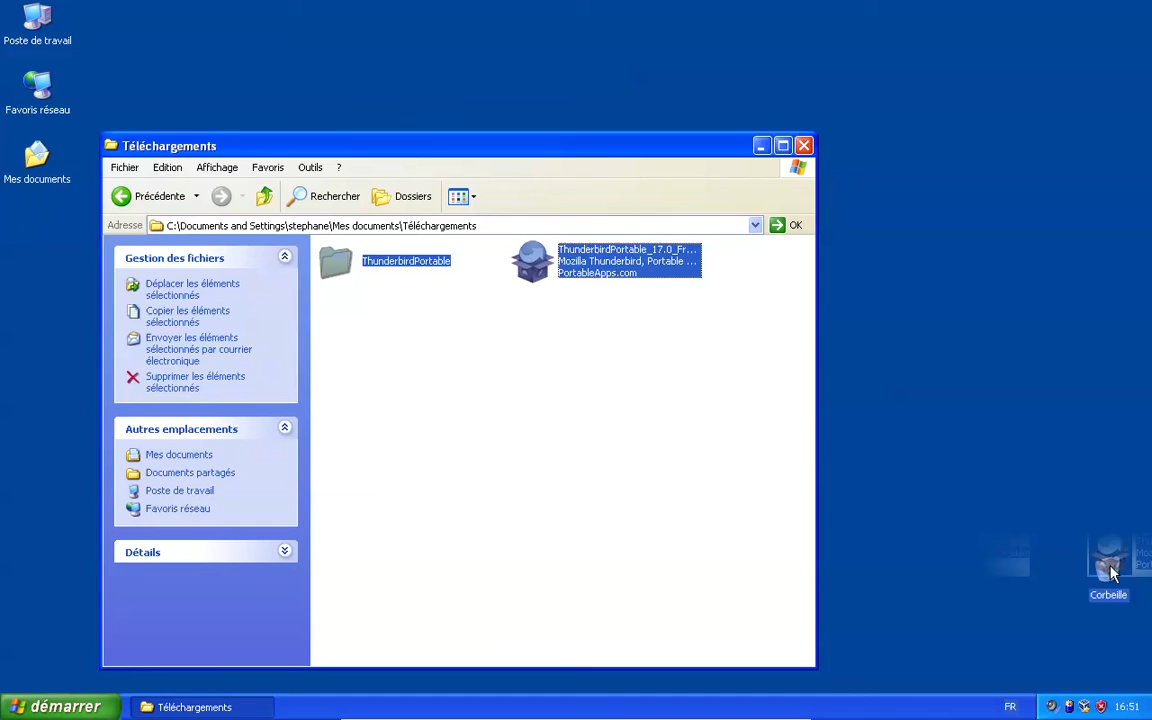 Poste de travail
Favoris réseau
Mes documents
Téléchargements
Fichier Edition Affichage Favoris Outils ?
Précédente Rechercher Dossiers
Adresse C:\Documents and Settings\stephane\Mes documents\Téléchargements OK
Gestion des fichiers
Déplacer les éléments
sélectionnés
Copier les éléments
sélectionnés
Envoyer les éléments
sélectionnés par courrier
électronique
Supprimer les éléments
sélectionnés
Autres emplacements
Mes documents
Documents partagés
Poste de travail
Favoris réseau
Détails
ThunderbirdPortable
ThunderbirdPortable_17.0_Fr...
Mozilla Thunderbird, Portable ...
PortableApps.com
Corbeille
démarrer Téléchargements FR 16:51